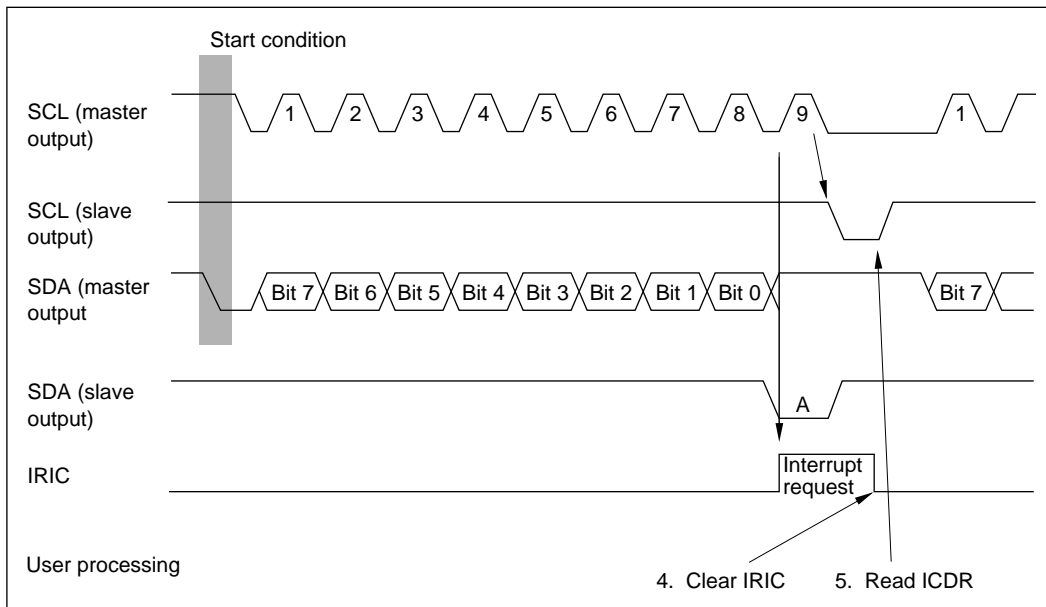 Start condition
SCL (master
output)
1 2 3 4 5 6 7 8 9 1
SCL (slave
output)
SDA (master
output
Bit 7 Bit 6 Bit 5 Bit 4 Bit 3 Bit 2 Bit 1 Bit 0 Bit 7
SDA (slave
output)
A
IRIC
Interrupt
request
User processing
4. Clear IRIC
5. Read ICDR